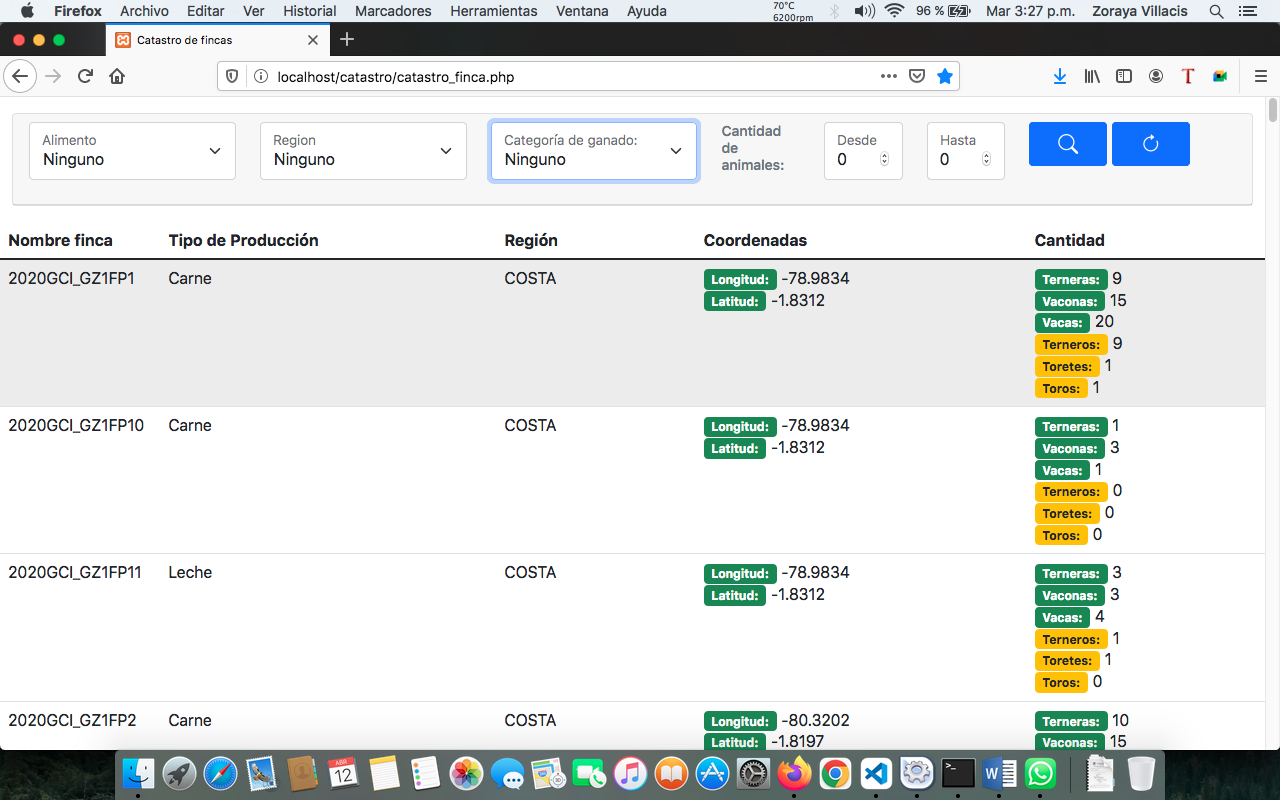 Firefox Archivo Editar Ver Historial Marcadores Herramientas Ventana Ayuda 70°C 6200rpm 96 % Mar 3:27 p.m. Zoraya Villacis
Catastro de fincas
localhost/catastro/catastro_finca.php
Alimento
Ninguno
Region
Ninguno
Categoría de ganado:
Ninguno
Cantidad
de
animales:
Desde
0
Hasta
0
Nombre finca Tipo de Producción Región Coordenadas Cantidad
2020GCI_GZ1FP1 Carne COSTA Longitud: -78.9834 Terneras: 9
Latitud: -1.8312 Vaconas: 15
Vacas: 20
Terneros: 9
Toretes: 1
Toros: 1
2020GCI_GZ1FP10 Carne COSTA Longitud: -78.9834 Terneras: 1
Latitud: -1.8312 Vaconas: 3
Vacas: 1
Terneros: 0
Toretes: 0
Toros: 0
2020GCI_GZ1FP11 Leche COSTA Longitud: -78.9834 Terneras: 3
Latitud: -1.8312 Vaconas: 3
Vacas: 4
Terneros: 1
Toretes: 1
Toros: 0
2020GCI_GZ1FP2 Carne COSTA Longitud: -80.3202 Terneras: 10
Latitud: -1.8197 Vaconas: 15
ABR
12